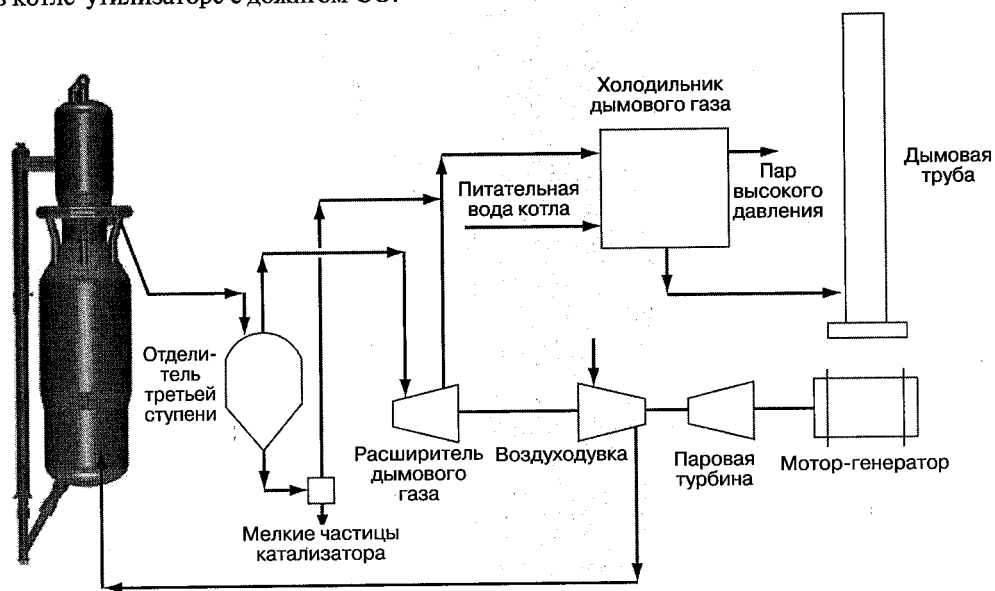 в котле-утилизаторе с дожигом СО.
Холодильник
дымового газа
Дымовая
труба
Пар
высокого
давления
Питательная
вода котла
Отдели-
тель
третьей
ступени
Расширитель
дымового
газа
Воздуходувка
Паровая
турбина
Мотор-генератор
Мелкие частицы
катализатора